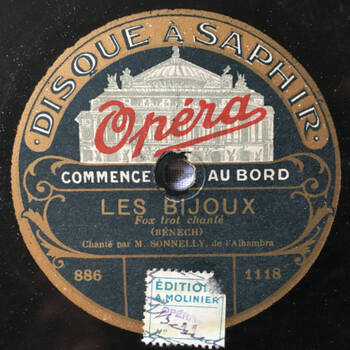 DISQUE À SAPHIR
Opéra
COMMENCE AU BORD
LES BIJOUX
Fox trot chanté
(BÉNECH)
Chanté par M. SONNELLY, de l'Alhambra
886 1118
ÉDITION
A. MOLINIER
OPÉRA